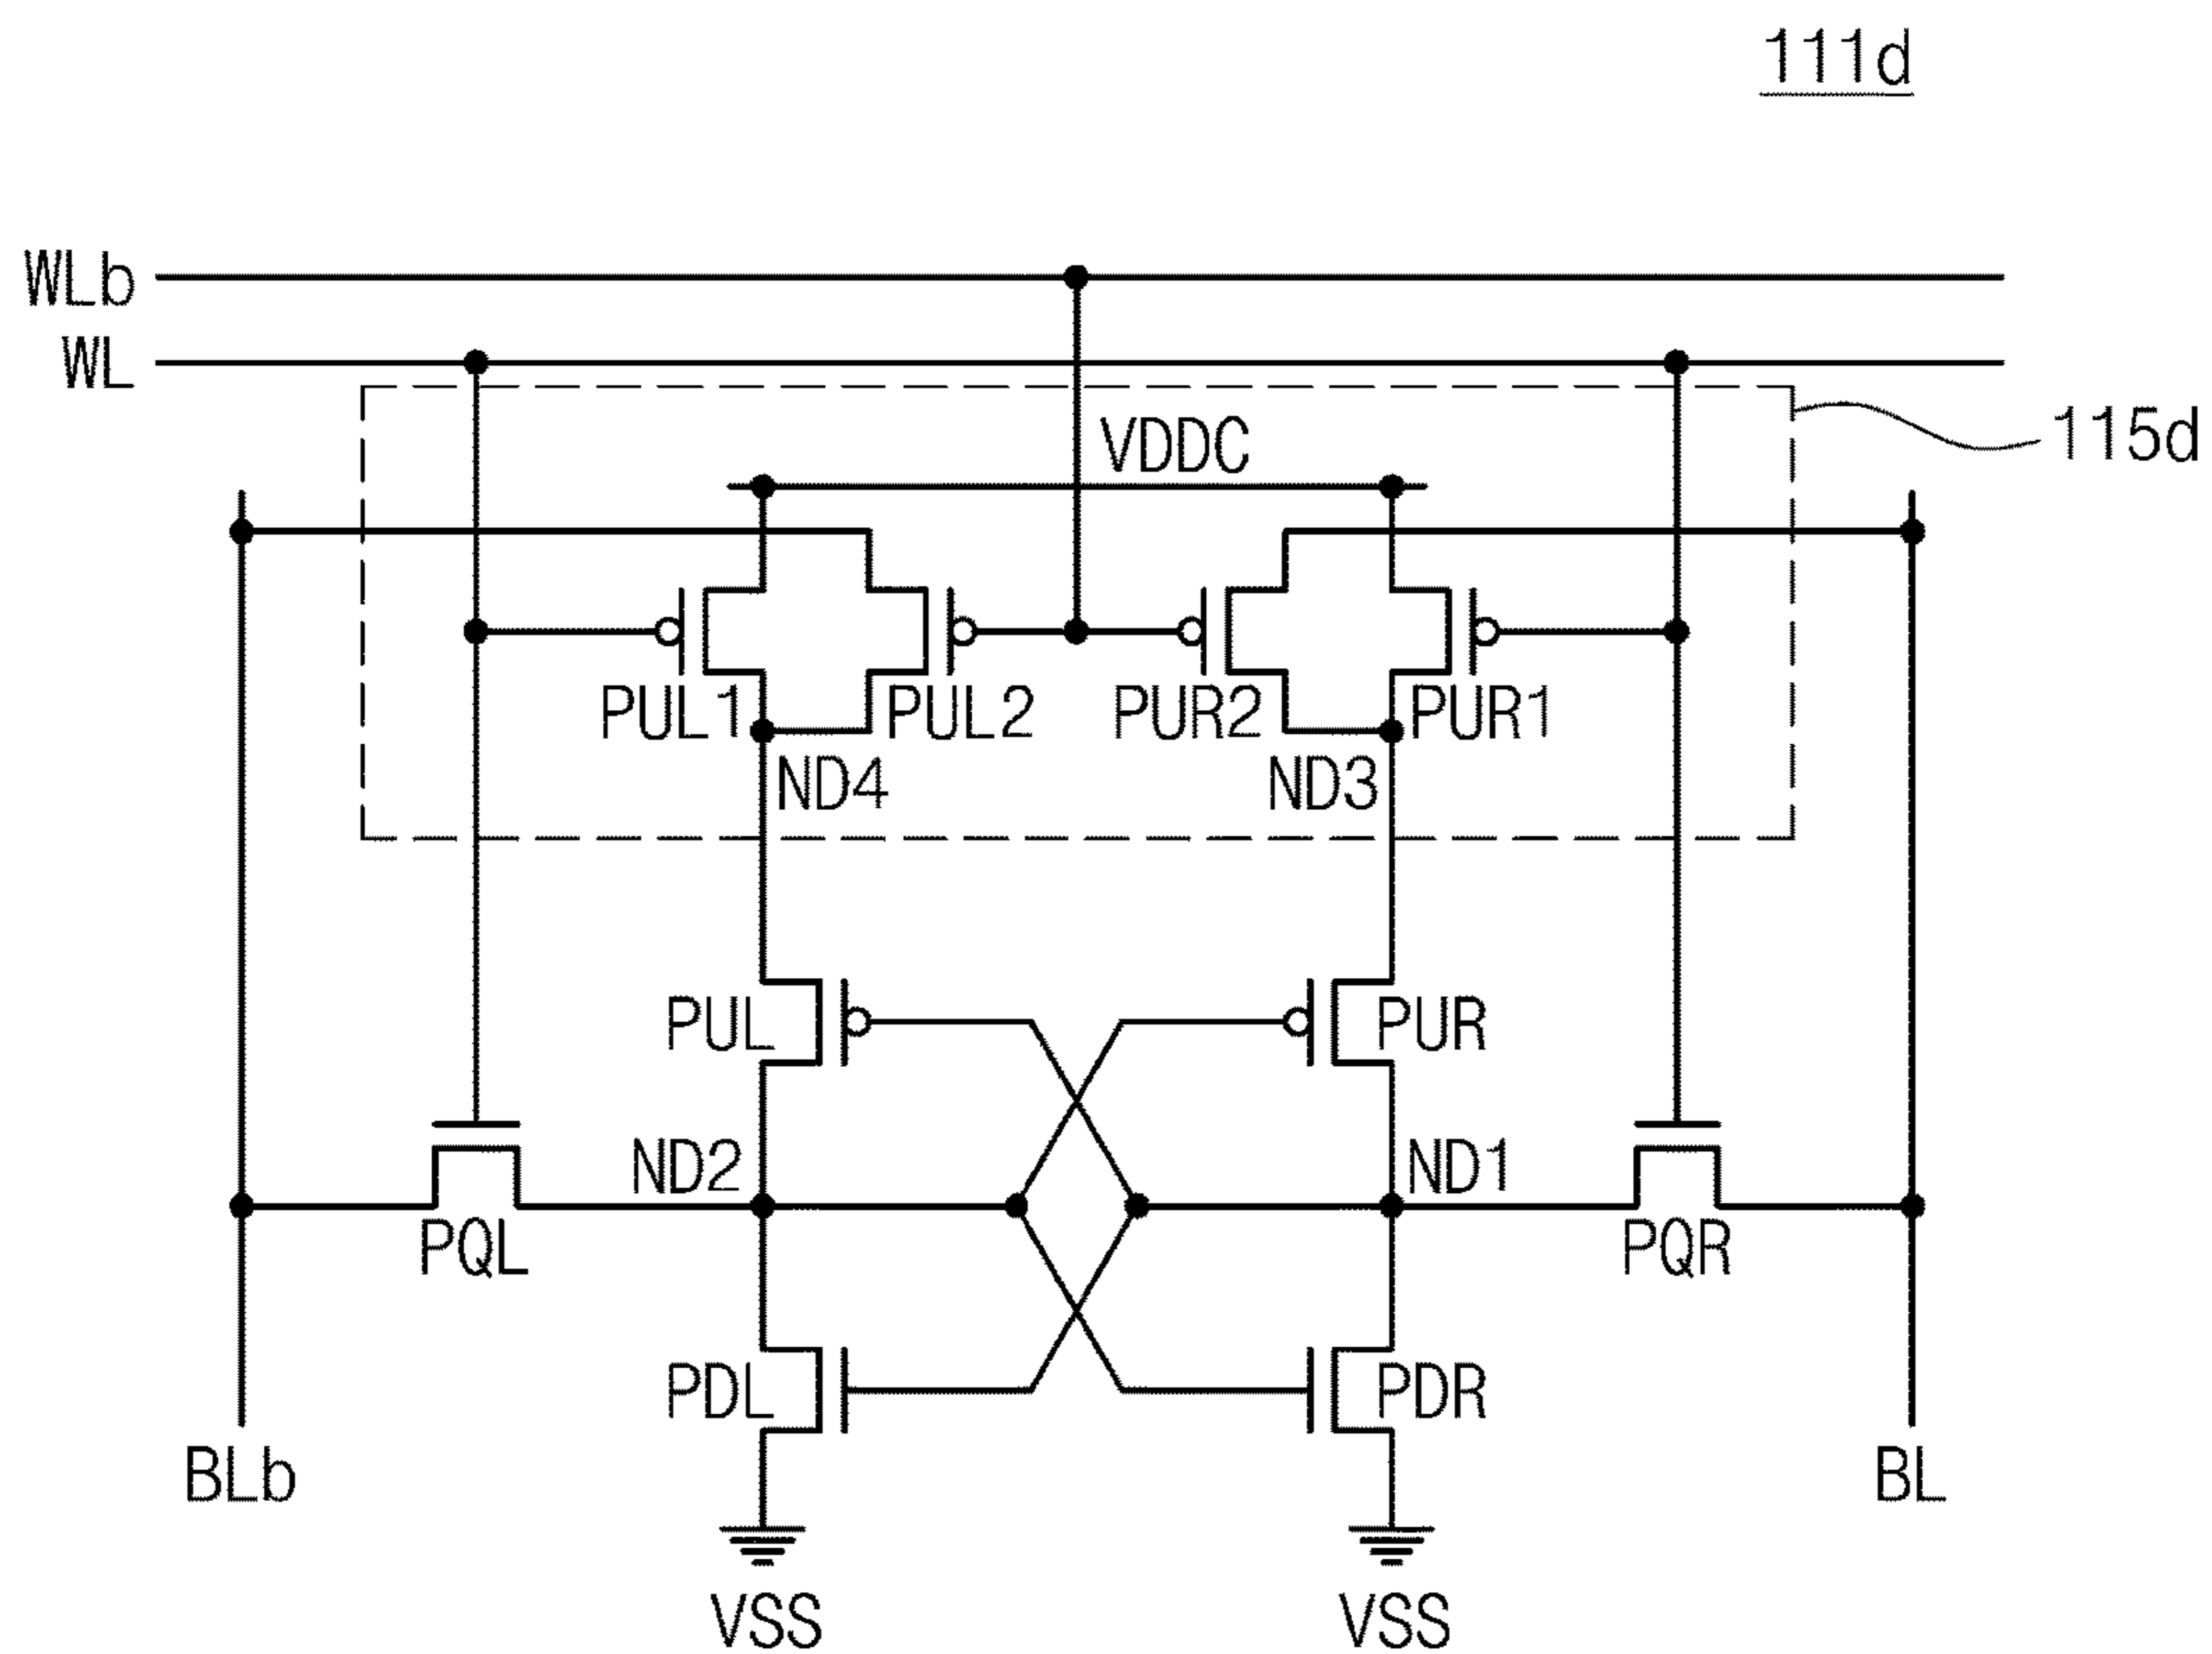 111d
WLb
WL
VDDC
115d
PUL1
PUL2
PUR2
PUR1
ND4
ND3
PUL
PUR
ND2
ND1
PQL
PQR
PDL
PDR
BLb
BL
VSS
VSS